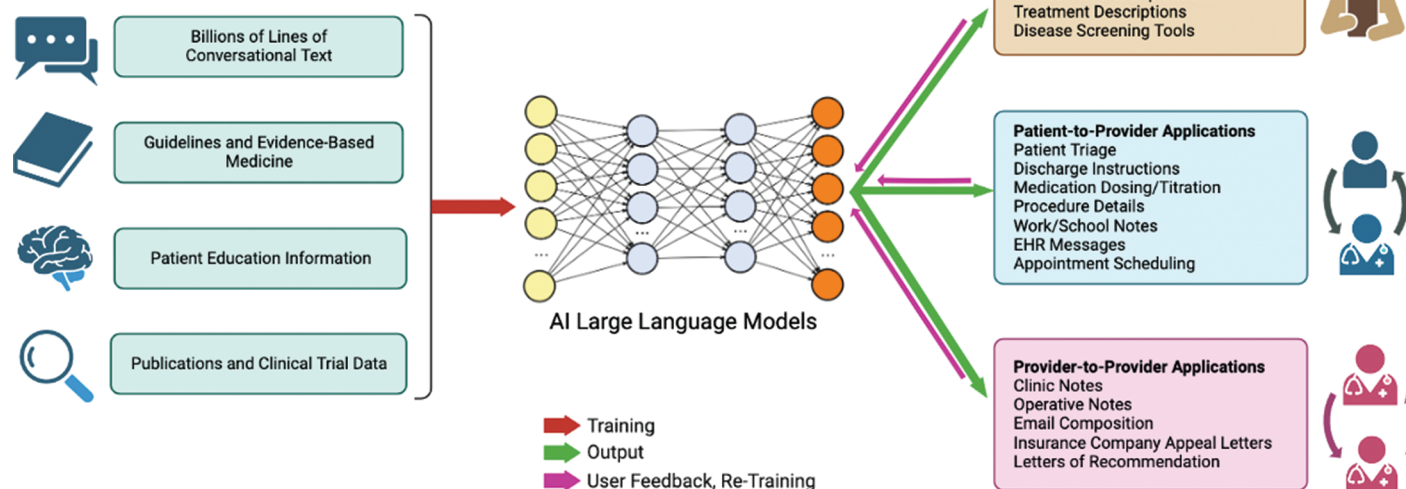 Billions of Lines of
Conversational Text
Guidelines and Evidence-Based
Medicine
Patient Education Information
Publications and Clinical Trial Data
...
...
...
...
AI Large Language Models
Training
Output
User Feedback, Re-Training
Treatment Descriptions
Disease Screening Tools
Patient-to-Provider Applications
Patient Triage
Discharge Instructions
Medication Dosing/Titration
Procedure Details
Work/School Notes
EHR Messages
Appointment Scheduling
Provider-to-Provider Applications
Clinic Notes
Operative Notes
Email Composition
Insurance Company Appeal Letters
Letters of Recommendation